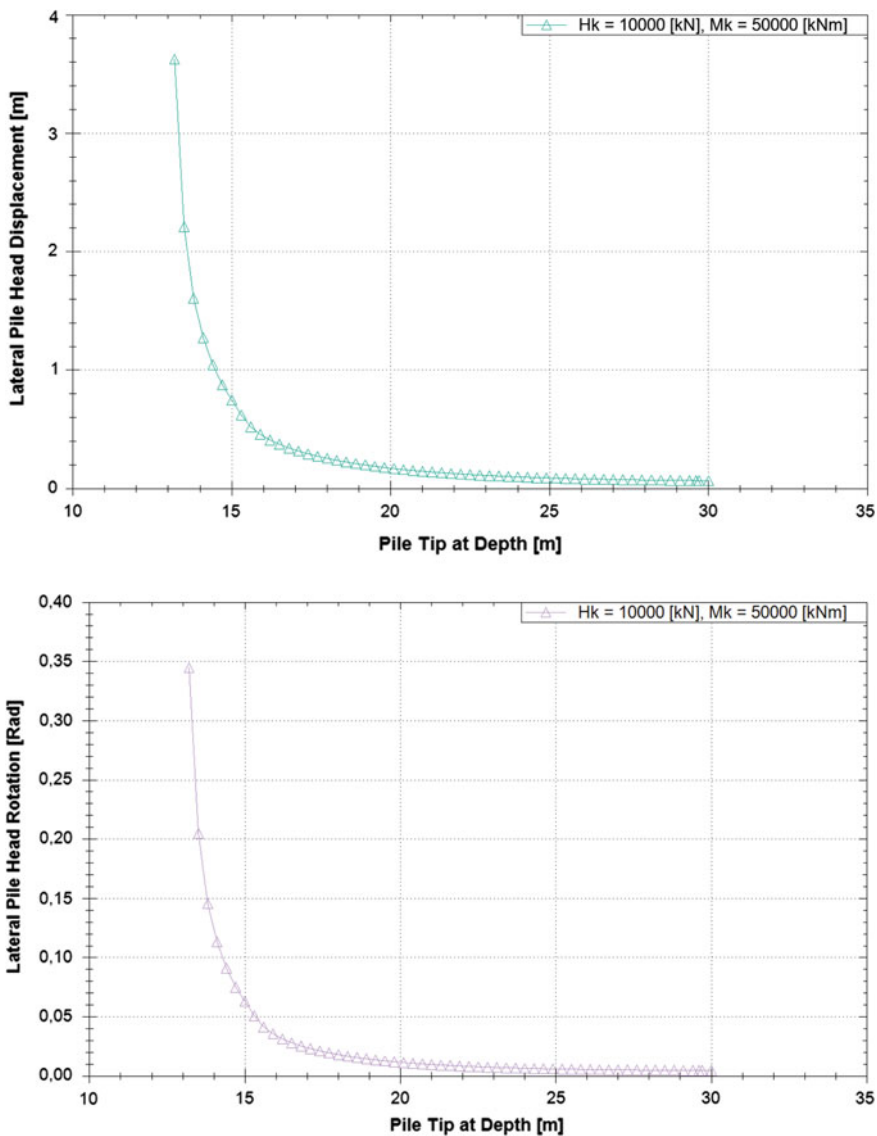 4
Hk = 10000 [kN], Mk = 50000 [kNm]
3
2
1
0
Lateral Pile Head Displacement [m]
10 15 20 25 30 35
Pile Tip at Depth [m]
0,40
Hk = 10000 [kN], Mk = 50000 [kNm]
0,35
0,30
0,25
0,20
0,15
0,10
0,05
0,00
Lateral Pile Head Rotation [Rad]
10 15 20 25 30 35
Pile Tip at Depth [m]